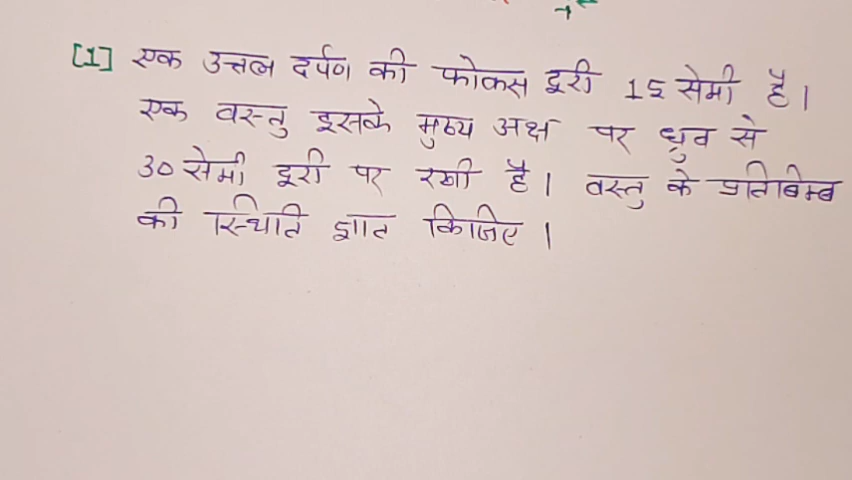 [1] एक उत्तल दर्पण की फोकस दूरी 15 सेमी है।
एक वस्तु इसके मुख्य अक्ष पर ध्रुव से
30 सेमी दूरी पर रखी है। वस्तु के प्रतिबिम्ब
की स्थिति ज्ञात किजिए।